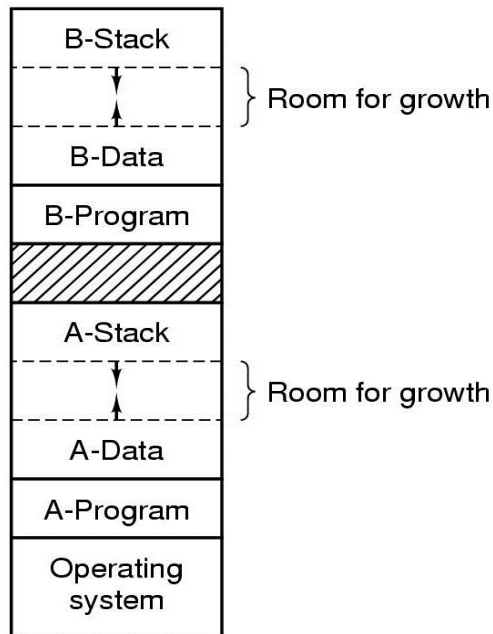 B-Stack
Room for growth
B-Data
B-Program
A-Stack
Room for growth
A-Data
A-Program
Operating
system